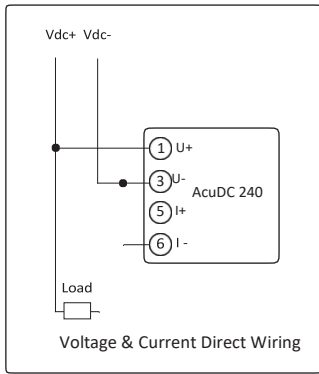 Vdc+ Vdc-
1 U+
3 U-
AcuDC 240
5 I+
6 I -
Load
Voltage & Current Direct Wiring